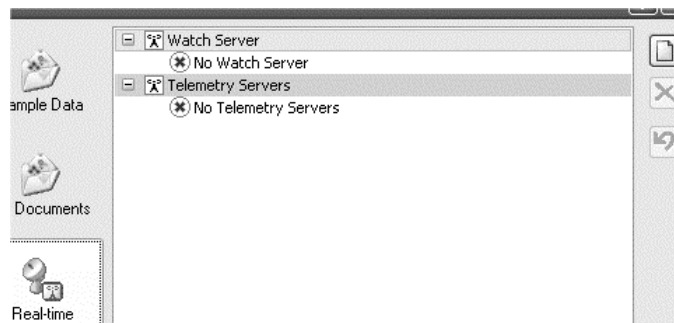 Watch Server
No Watch Server
Telemetry Servers
No Telemetry Servers
ample Data
Documents
Real-time